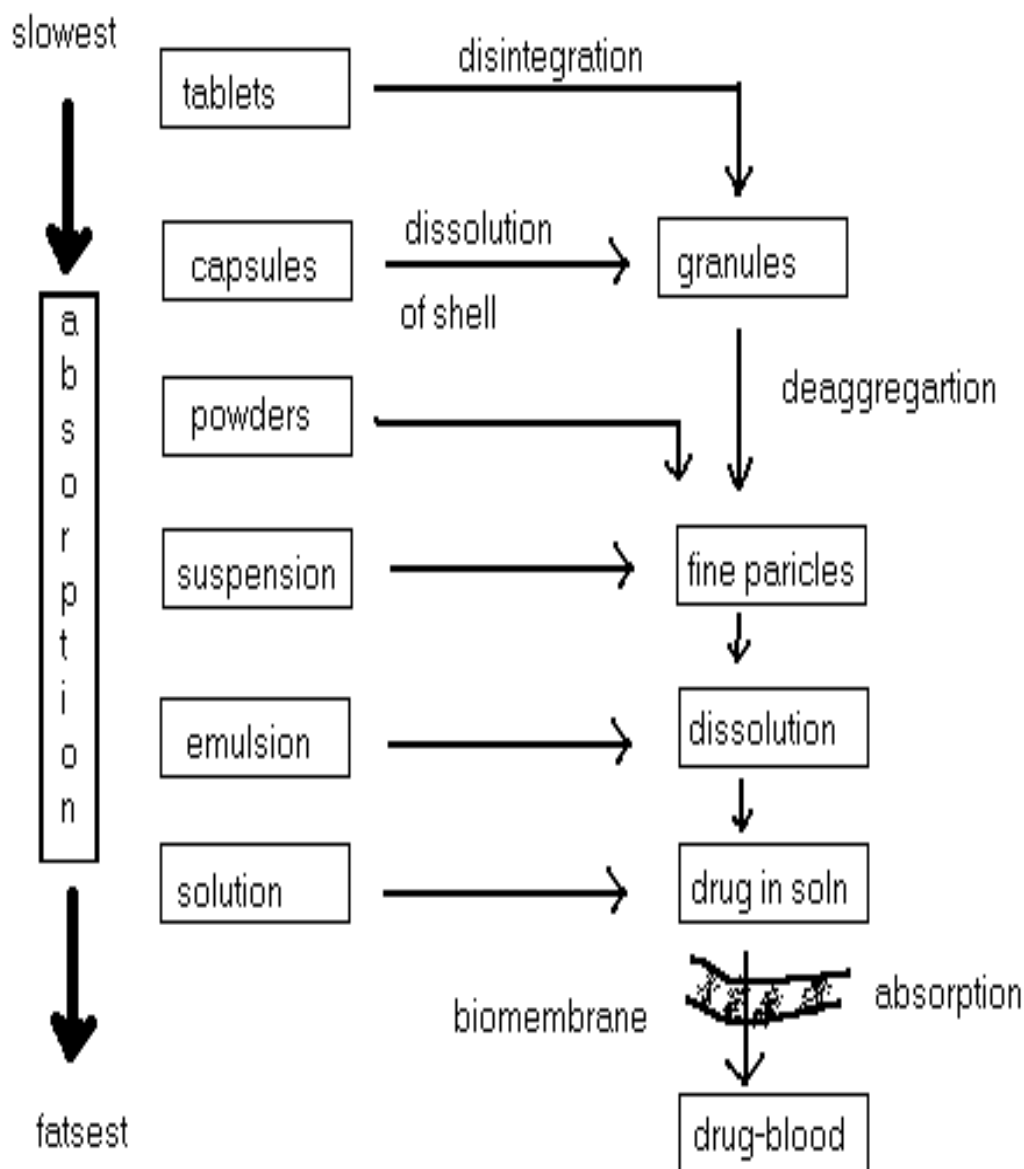 slowest
disintegration
tablets
dissolution
capsules
granules
of shell
absorption
deaggregartion
powders
suspension
fine paricles
emulsion
dissolution
solution
drug in soln
biomembrane
absorption
fatsest
drug-blood